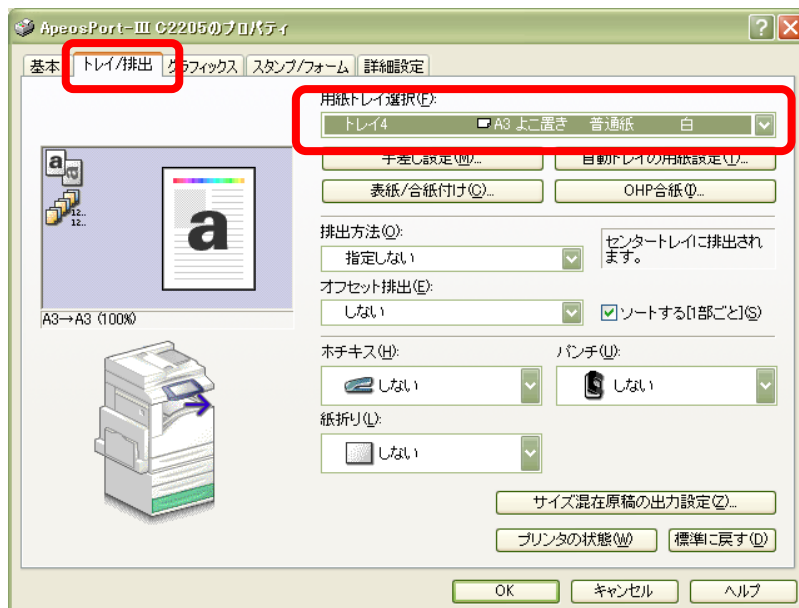 ApeosPort-III C2205のプロパティ
基本 トレイ/排出 グラフィックス スタンプ/フォーム 詳細設定
用紙トレイ選択(F):
トレイ4 A3 よこ置き 普通紙 白
手差し設定(M)... 自動トレイの用紙設定(T)...
表紙/合紙付け(C)... OHP合紙(I)...
a
a
12..
12..
a
A3→A3 (100%)
排出方法(O):
指定しない
センタートレイに排出され
ます。
オフセット排出(E):
しない
ソートする[1部ごと](S)
ホチキス(H): パンチ(U):
しない しない
紙折り(L):
しない
サイズ混在原稿の出力設定(Z)...
プリンタの状態(W) 標準に戻す(D)
OK キャンセル ヘルプ